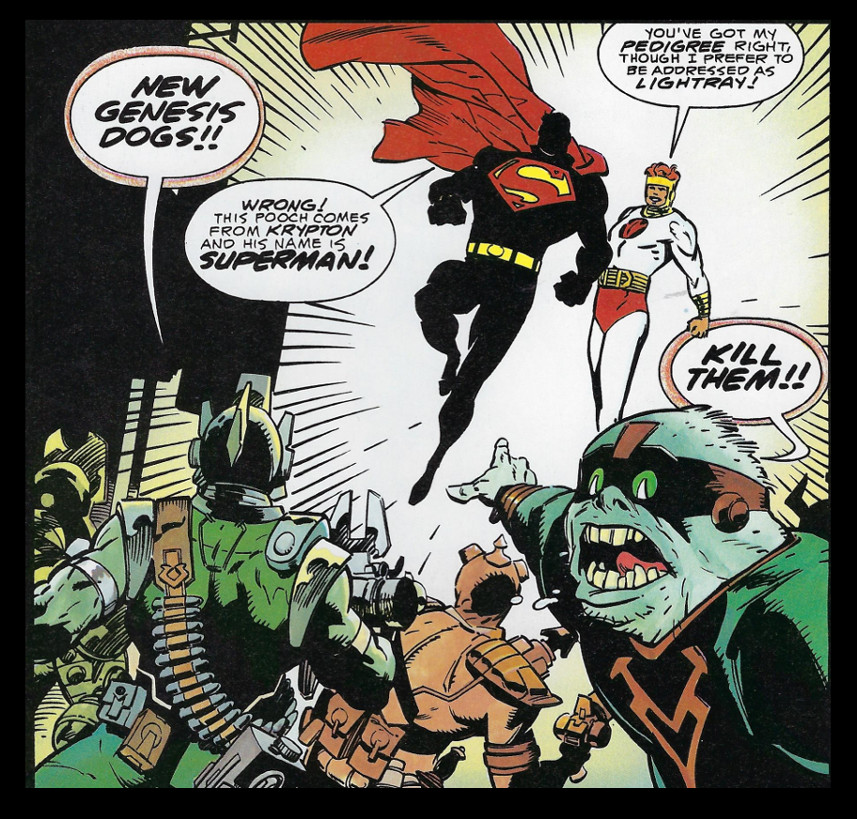 NEW
GENESIS
DOGS!!
WRONG!
THIS POOCH COMES
FROM KRYPTON
AND HIS NAME IS
SUPERMAN!
YOU'VE GOT MY
PEDIGREE RIGHT,
THOUGH I PREFER TO
BE ADDRESSED AS
LIGHTRAY!
S
KILL
THEM!!